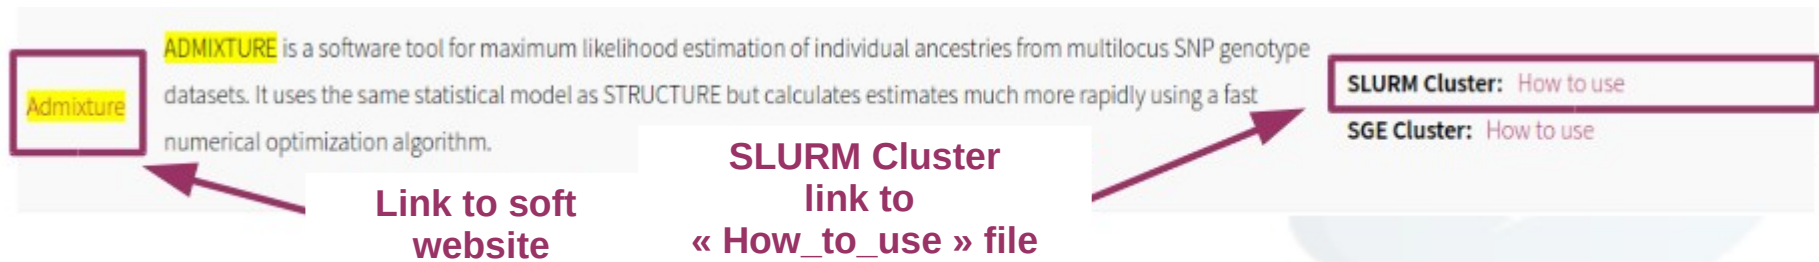 Admixture
ADMIXTURE is a software tool for maximum likelihood estimation of individual ancestries from multilocus SNP genotype
datasets. It uses the same statistical model as STRUCTURE but calculates estimates much more rapidly using a fast
numerical optimization algorithm.
SLURM Cluster: How to use
SGE Cluster: How to use
Link to soft
website
SLURM Cluster
link to
« How_to_use » file